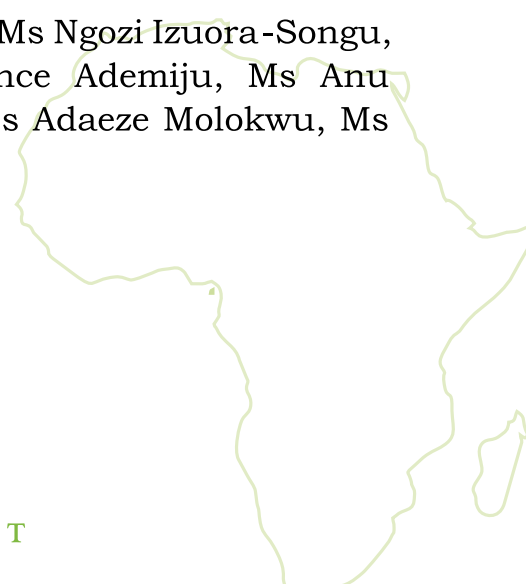 Ms Ngozi Izuora-Songu,
nce Ademiju, Ms Anu
s Adaeze Molokwu, Ms
T